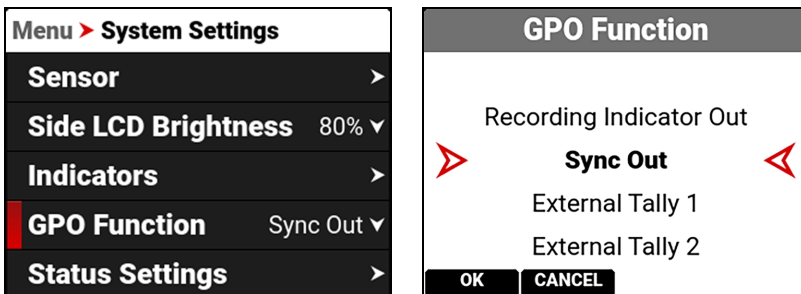 Menu > System Settings
Sensor
Side LCD Brightness 80%
Indicators
GPO Function Sync Out
Status Settings
GPO Function
Recording Indicator Out
Sync Out
External Tally 1
External Tally 2
OK CANCEL